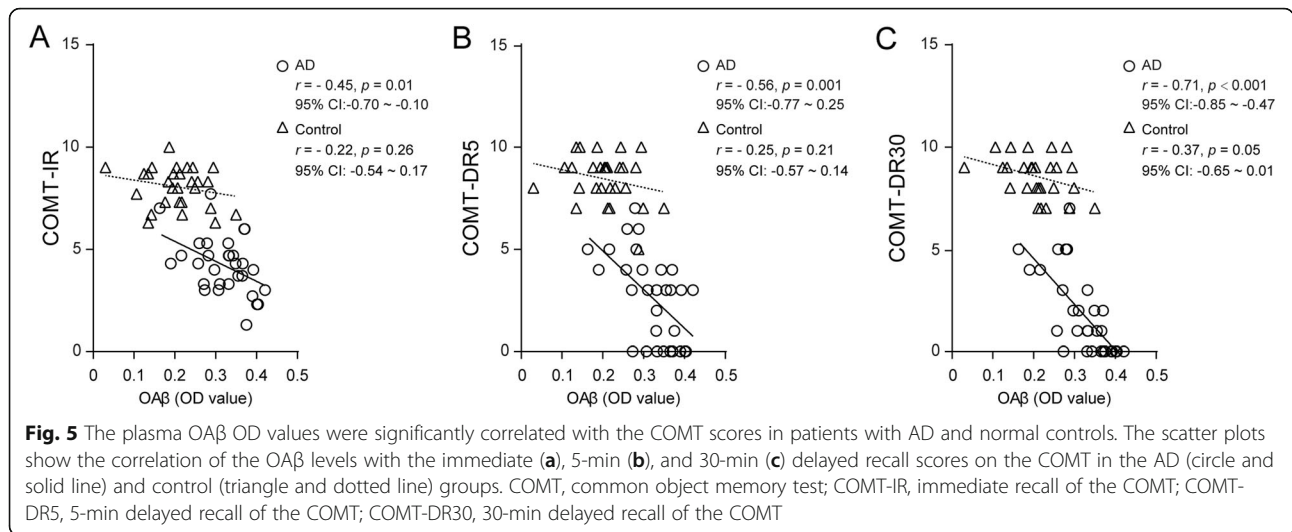 A
15
10
5
0
COMT-IR
0 0.1 0.2 0.3 0.4 0.5
OAβ (OD value)
○ AD
r = - 0.45, p = 0.01
95% CI:-0.70 ~ -0.10
△ Control
r = - 0.22, p = 0.26
95% CI:-0.54 ~ 0.17
B
15
10
5
0
COMT-DR5
0 0.1 0.2 0.3 0.4 0.5
OAβ (OD value)
○ AD
r = - 0.56, p = 0.001
95% CI:-0.77 ~ 0.25
△ Control
r = - 0.25, p = 0.21
95% CI:-0.57 ~ 0.14
C
15
10
5
0
COMT-DR30
0 0.1 0.2 0.3 0.4 0.5
OAβ (OD value)
○ AD
r = - 0.71, p < 0.001
95% CI:-0.85 ~ -0.47
△ Control
r = - 0.37, p = 0.05
95% CI:-0.65 ~ 0.01
Fig. 5 The plasma OAβ OD values were significantly correlated with the COMT scores in patients with AD and normal controls. The scatter plots
show the correlation of the OAβ levels with the immediate (a), 5-min (b), and 30-min (c) delayed recall scores on the COMT in the AD (circle and
solid line) and control (triangle and dotted line) groups. COMT, common object memory test; COMT-IR, immediate recall of the COMT; COMT-
DR5, 5-min delayed recall of the COMT; COMT-DR30, 30-min delayed recall of the COMT